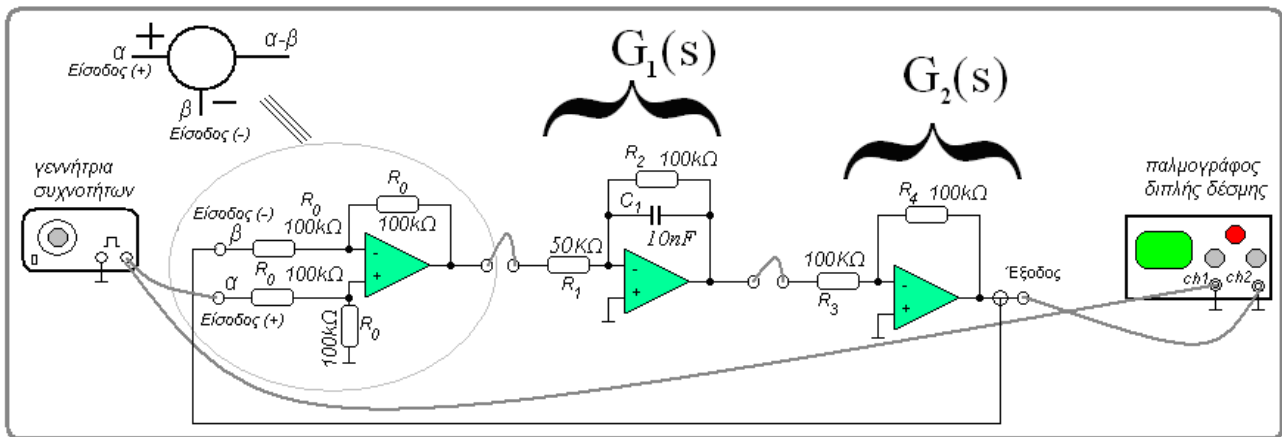 α
+
α-β
Είσοδος (+)
β
−
Είσοδος (-)
G₁(s)
G₂(s)
γεννήτρια
συχνοτήτων
Είσοδος (-)
β
R₀
100kΩ
R₀
100kΩ
α
R₀
100kΩ
Είσοδος (+)
100kΩ
R₀
-
+
50KΩ
R₁
R₂
100kΩ
C₁
10nF
-
+
100KΩ
R₃
R₄
100kΩ
-
+
Έξοδος
παλμογράφος
διπλής δέσμης
ch1
ch2